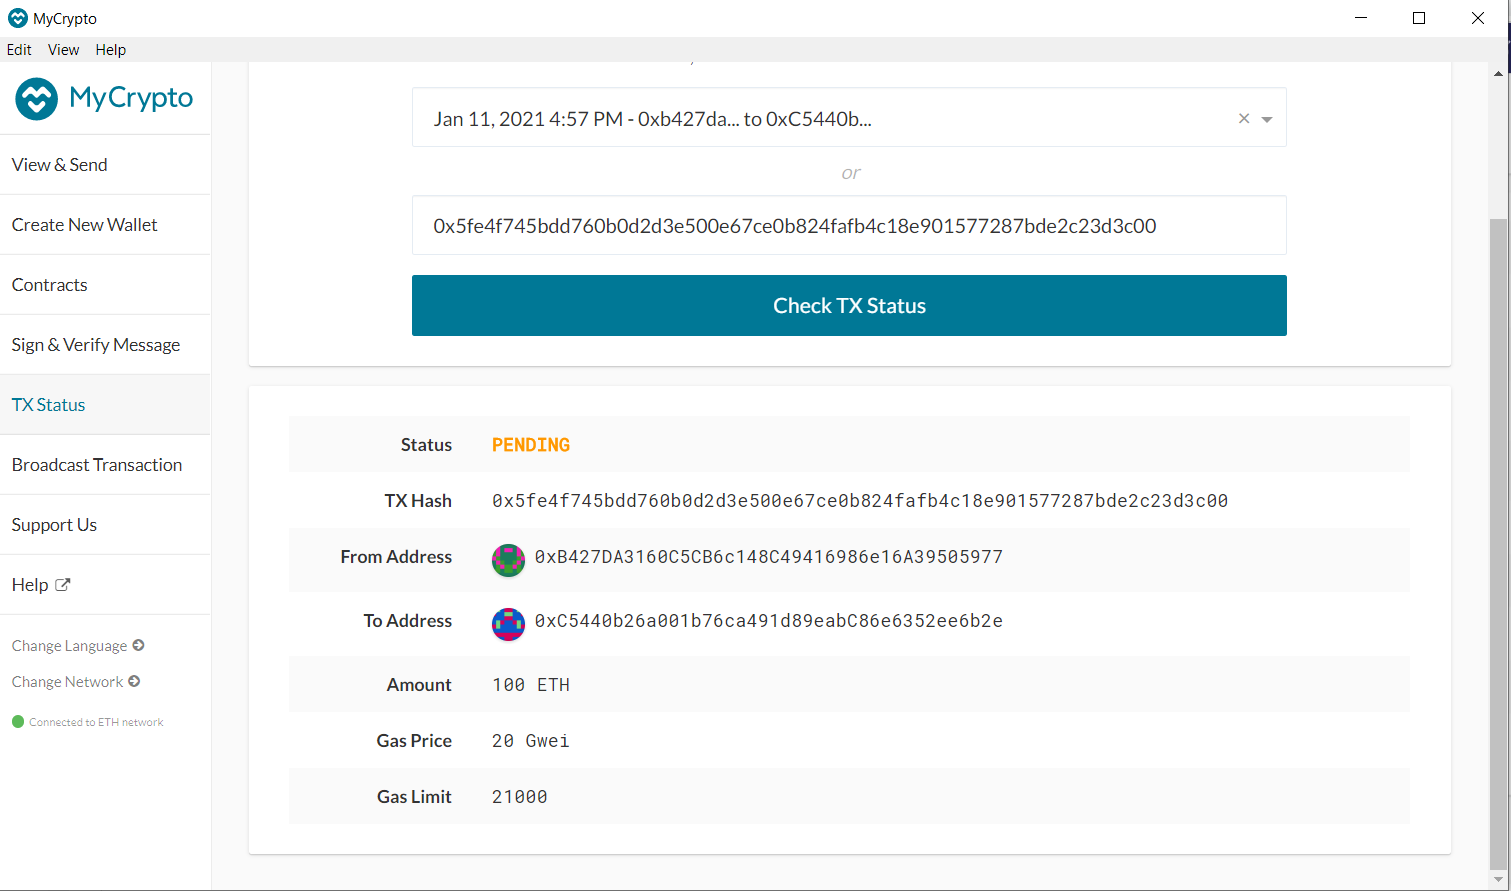 MyCrypto
Edit View Help
MyCrypto
View & Send
Create New Wallet
Contracts
Sign & Verify Message
TX Status
Broadcast Transaction
Support Us
Help
Change Language
Change Network
Connected to ETH network
Jan 11, 2021 4:57 PM - 0xb427da... to 0xC5440b...
or
0x5fe4f745bdd760b0d2d3e500e67ce0b824fafb4c18e901577287bde2c23d3c00
Check TX Status
Status PENDING
TX Hash 0x5fe4f745bdd760b0d2d3e500e67ce0b824fafb4c18e901577287bde2c23d3c00
From Address 0xB427DA3160C5CB6c148C49416986e16A39505977
To Address 0xC5440b26a001b76ca491d89eabC86e6352ee6b2e
Amount 100 ETH
Gas Price 20 Gwei
Gas Limit 21000